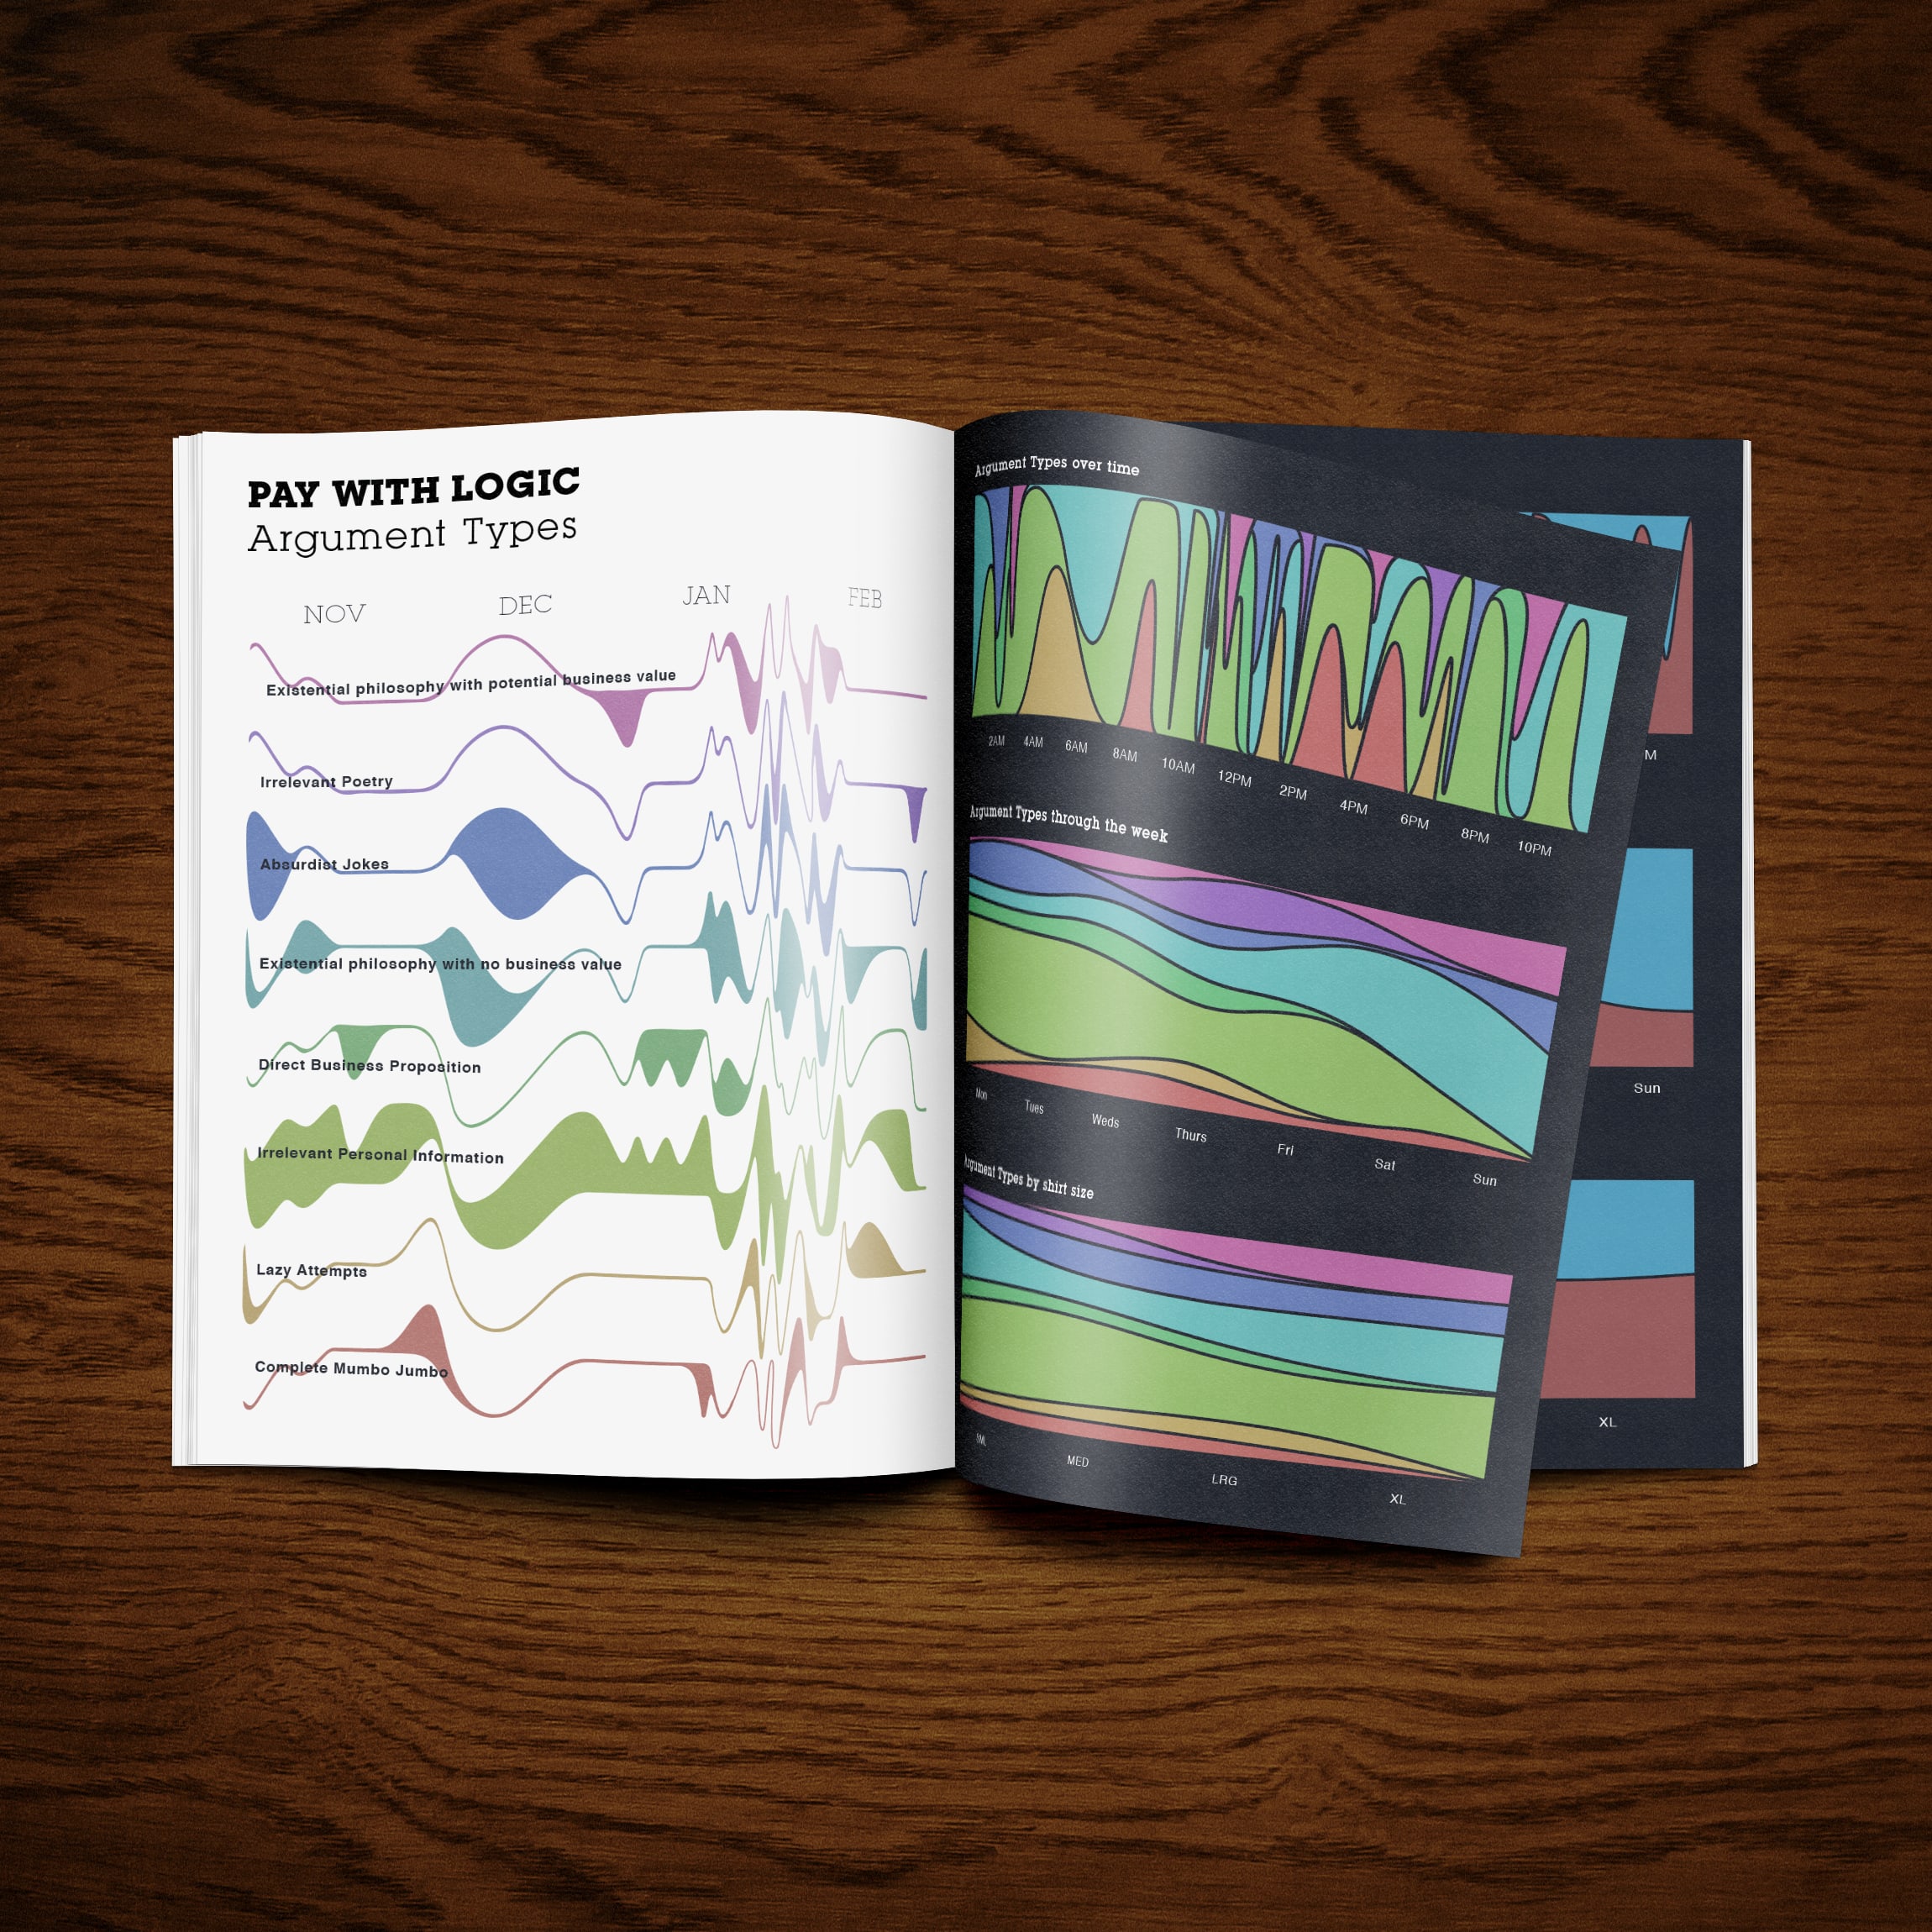 PAY WITH LOGIC
Argument Types
NOV DEC JAN FEB
Existential philosophy with potential business value
Irrelevant Poetry
Absurdist Jokes
Existential philosophy with no business value
Direct Business Proposition
Irrelevant Personal Information
Lazy Attempts
Complete Mumbo Jumbo
Argument Types over time
2AM 4AM 6AM 8AM 10AM 12PM 2PM 4PM 6PM 8PM 10PM
Argument Types through the week
Mon Tues Weds Thurs Fri Sat Sun
Argument Types by shirt size
MED LRG XL
M
Sun
XL